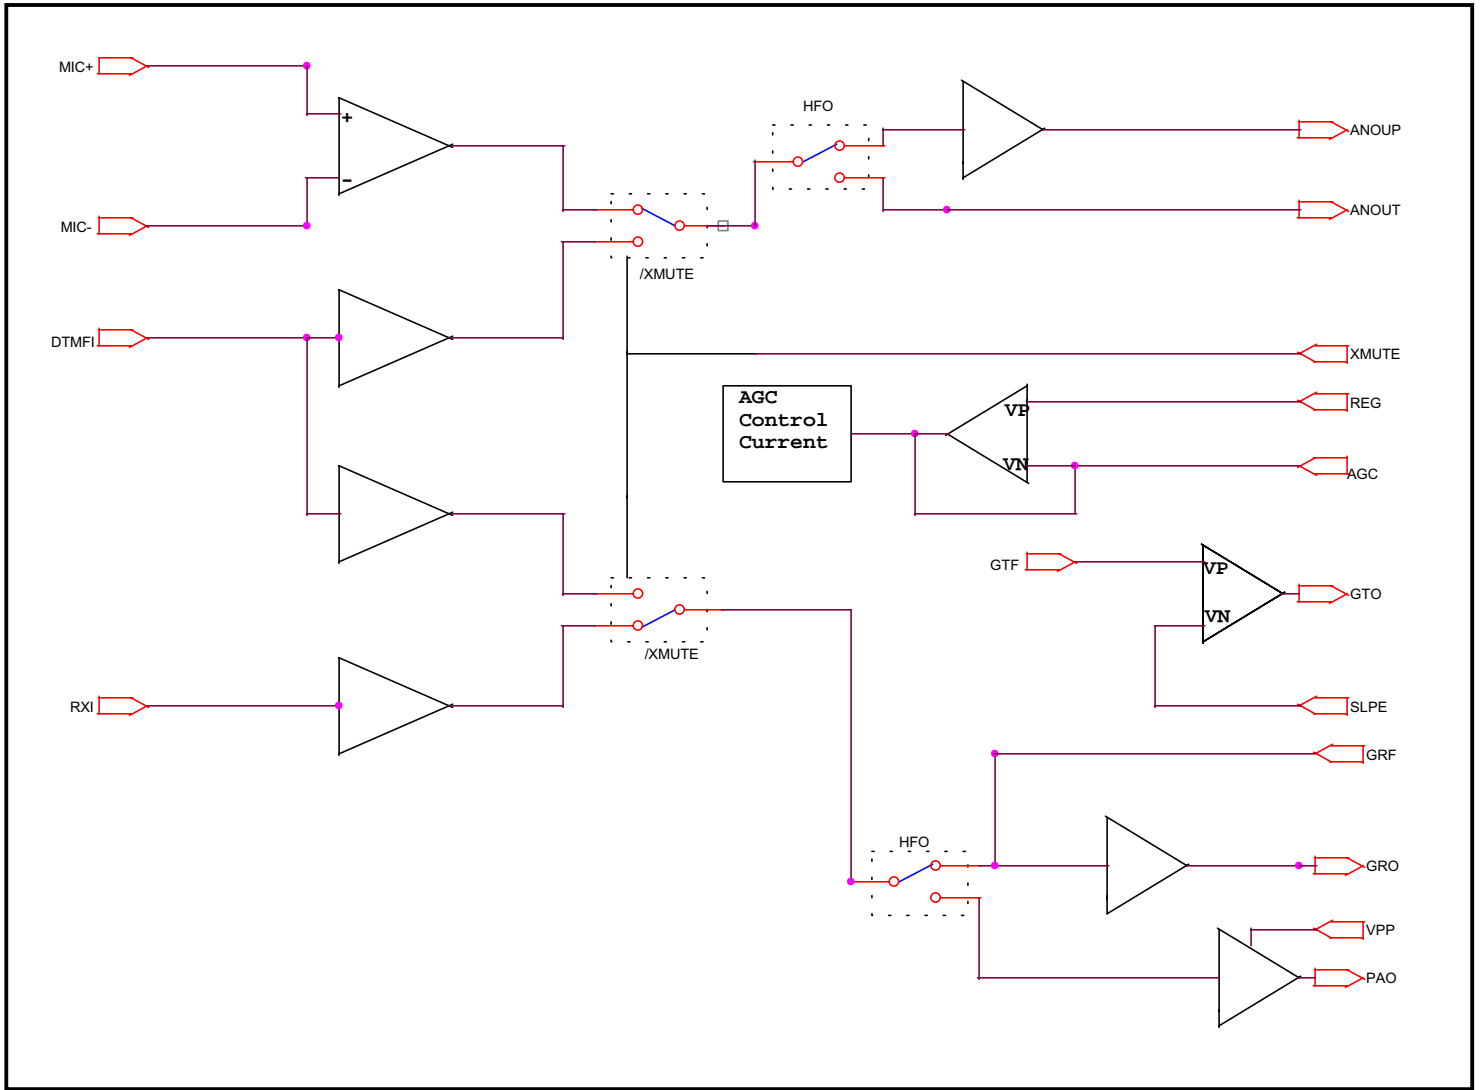 MIC+
HFO
+
ANOUP
-
ANOUT
MIC-
/XMUTE
DTMFI
XMUTE
AGC
Control
Current
VP
REG
VN
AGC
GTF
VP
GTO
VN
/XMUTE
RXI
SLPE
GRF
HFO
GRO
VPP
PAO